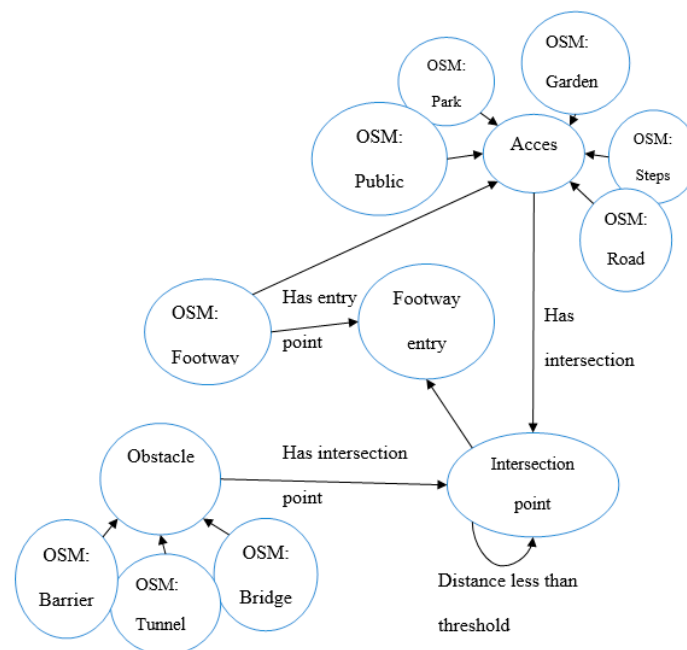 OSM:
Garden
OSM:
Park
Acces
OSM:
Public
OSM:
Steps
OSM:
Road
Has entry
point
Footway
entry
OSM:
Footway
Has
intersection
Obstacle
Has intersection
point
Intersection
point
OSM:
Barrier
OSM:
Tunnel
OSM:
Bridge
Distance less than
threshold